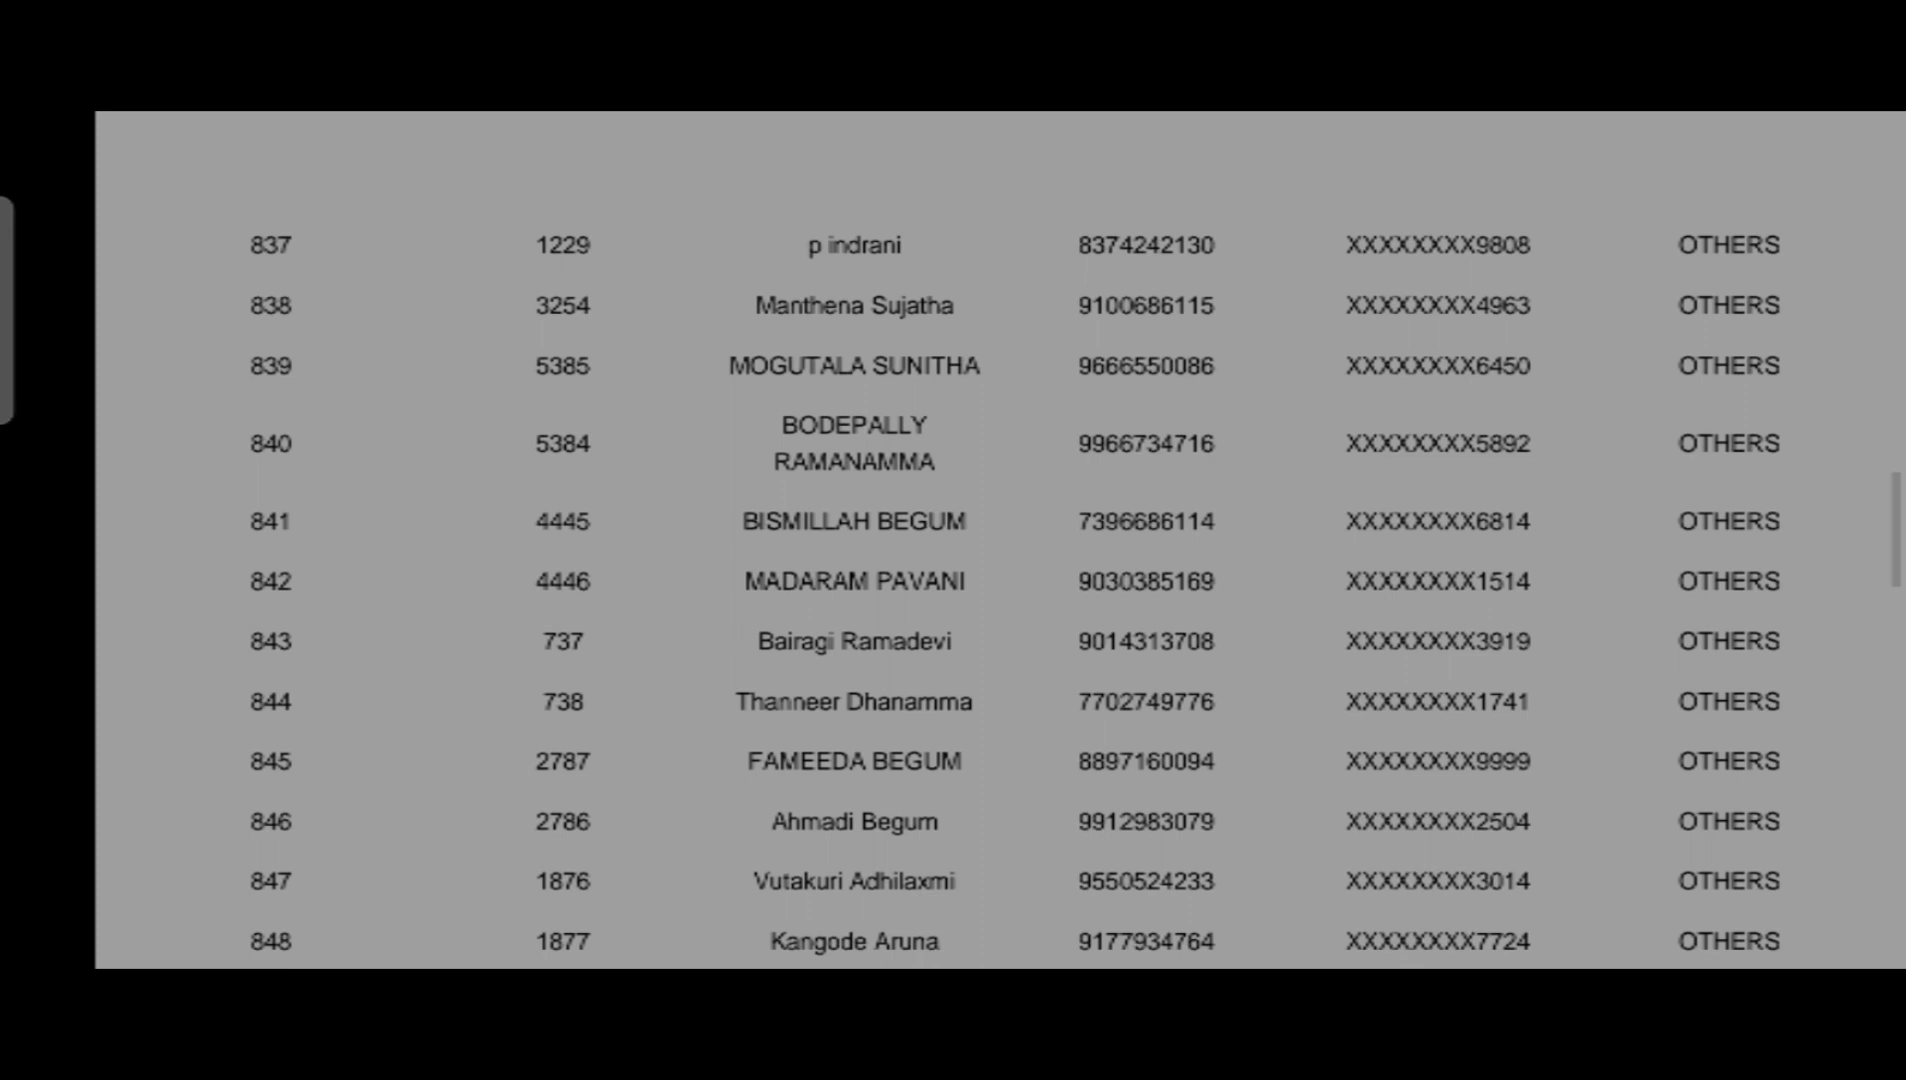 837 1229 p indrani 8374242130 XXXXXXXX9808 OTHERS
838 3254 Manthena Sujatha 9100686115 XXXXXXXX4963 OTHERS
839 5385 MOGUTALA SUNITHA 9666550086 XXXXXXXX6450 OTHERS
840 5384 BODEPALLY RAMANAMMA 9966734716 XXXXXXXX5892 OTHERS
841 4445 BISMILLAH BEGUM 7396686114 XXXXXXXX6814 OTHERS
842 4446 MADARAM PAVANI 9030385169 XXXXXXXX1514 OTHERS
843 737 Bairagi Ramadevi 9014313708 XXXXXXXX3919 OTHERS
844 738 Thanneer Dhanamma 7702749776 XXXXXXXX1741 OTHERS
845 2787 FAMEEDA BEGUM 8897160094 XXXXXXXX9999 OTHERS
846 2786 Ahmadi Begum 9912983079 XXXXXXXX2504 OTHERS
847 1876 Vutakuri Adhilaxmi 9550524233 XXXXXXXX3014 OTHERS
848 1877 Kangode Aruna 9177934764 XXXXXXXX7724 OTHERS